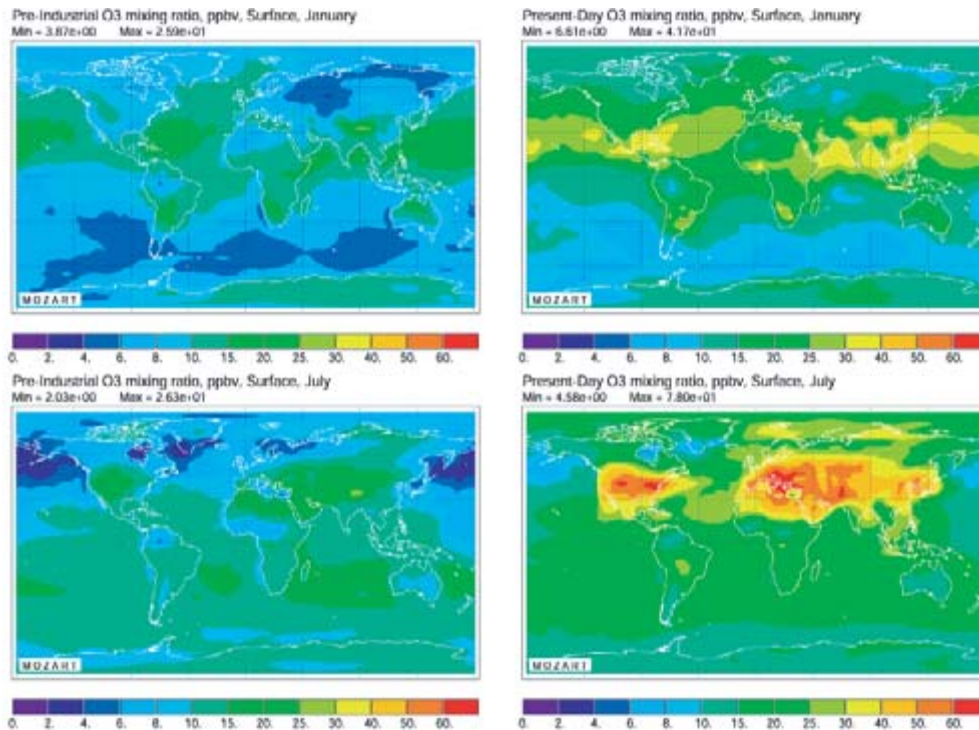 Pre-Industrial O3 mixing ratio, ppbv, Surface, January
Min = 3.87e+00 Max = 2.59e+01
MOZART
0. 2. 4. 6. 8. 10. 15. 20. 25. 30. 40. 50. 60.
Present-Day O3 mixing ratio, ppbv, Surface, January
Min = 6.61e+00 Max = 4.17e+01
MOZART
0. 2. 4. 6. 8. 10. 15. 20. 25. 30. 40. 50. 60.
Pre-Industrial O3 mixing ratio, ppbv, Surface, July
Min = 2.03e+00 Max = 2.63e+01
MOZART
0. 2. 4. 6. 8. 10. 15. 20. 25. 30. 40. 50. 60.
Present-Day O3 mixing ratio, ppbv, Surface, July
Min = 4.58e+00 Max = 7.80e+01
MOZART
0. 2. 4. 6. 8. 10. 15. 20. 25. 30. 40. 50. 60.